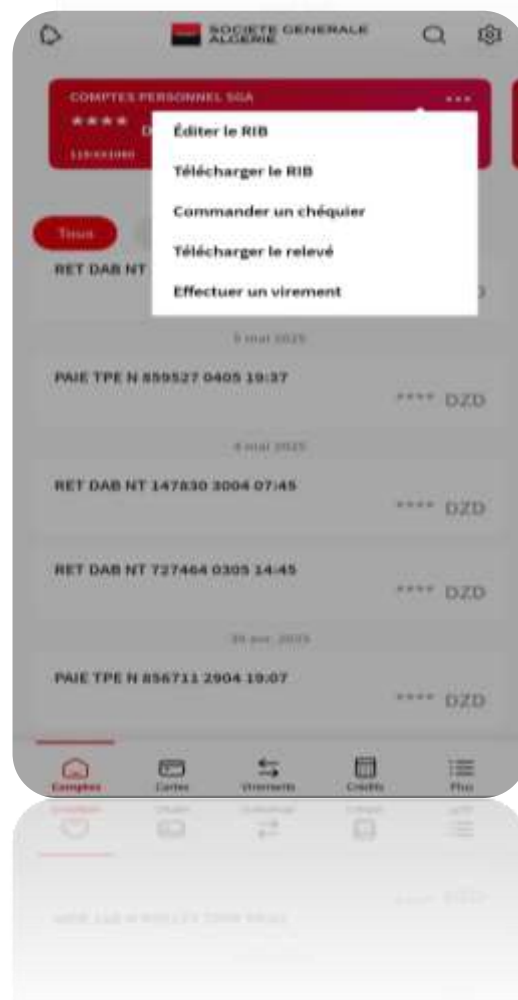 SOCIETE GENERALE
ALGERIE
COMPTES PERSONNEL SGA
**** D
Éditer le RIB
Télécharger le RIB
Commander un chéquier
Télécharger le relevé
Effectuer un virement
Tous
RET DAB NT
5 mai 2025
PAIE TPE N 859527 0405 19:37
**** DZD
4 mai 2025
RET DAB NT 147830 3004 07:45
**** DZD
RET DAB NT 727464 0305 14:45
**** DZD
30 avr. 2025
PAIE TPE N 856711 2904 19:07
**** DZD
Comptes
Cartes
Virements
Crédits
Plus